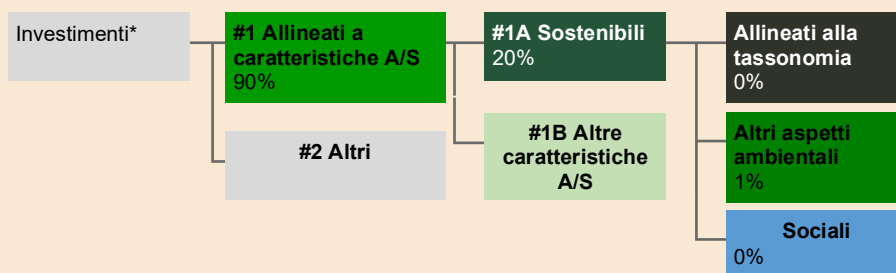 Investimenti*
#1 Allineati a
caratteristiche A/S
90%
#2 Altri
#1A Sostenibili
20%
#1B Altre
caratteristiche
A/S
Allineati alla
tassonomia
0%
Altri aspetti
ambientali
1%
Sociali
0%